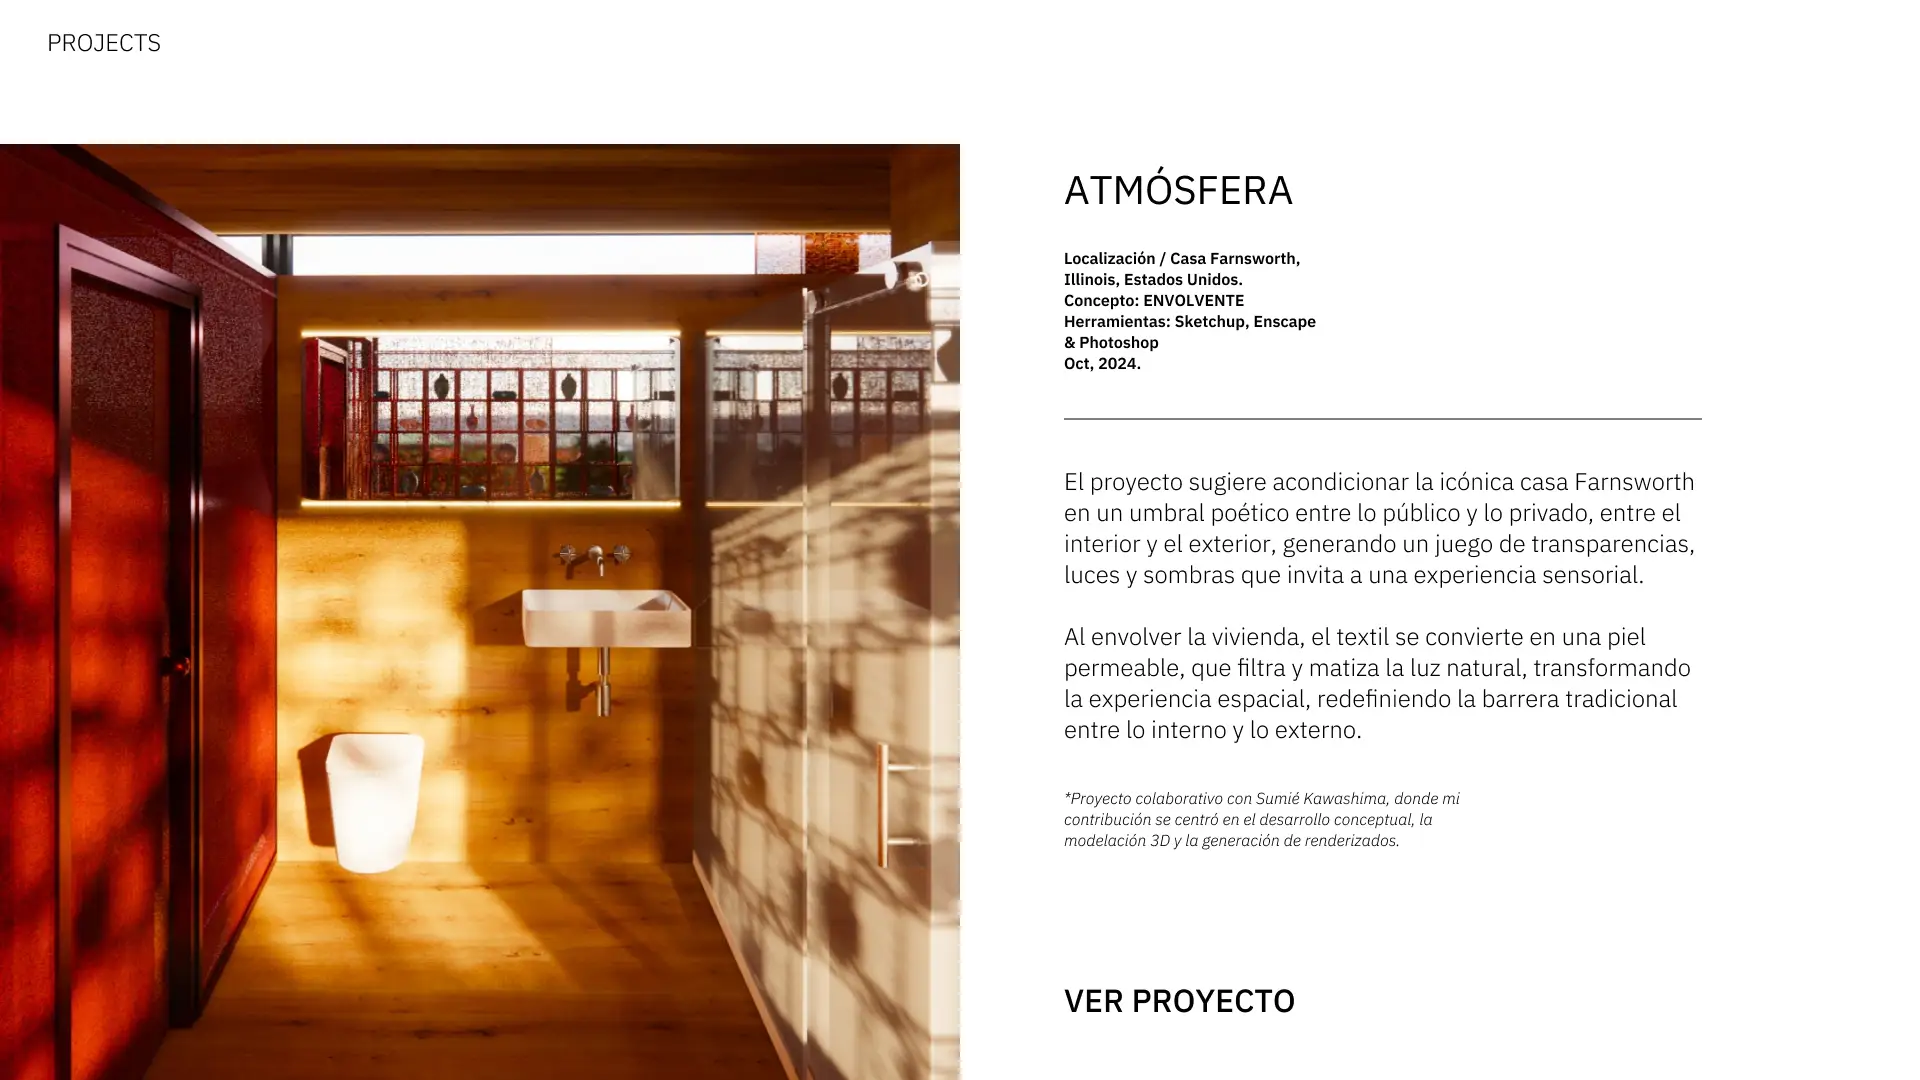 PROJECTS
ATMÓSFERA
Localización / Casa Farnsworth,
Illinois, Estados Unidos.
Concepto: ENVOLVENTE
Herramientas: Sketchup, Enscape
& Photoshop
Oct, 2024.
El proyecto sugiere acondicionar la icónica casa Farnsworth
en un umbral poético entre lo público y lo privado, entre el
interior y el exterior, generando un juego de transparencias,
luces y sombras que invita a una experiencia sensorial.
Al envolver la vivienda, el textil se convierte en una piel
permeable, que filtra y matiza la luz natural, transformando
la experiencia espacial, redefiniendo la barrera tradicional
entre lo interno y lo externo.
*Proyecto colaborativo con Sumié Kawashima, donde mi
contribución se centró en el desarrollo conceptual, la
modelación 3D y la generación de renderizados.
VER PROYECTO